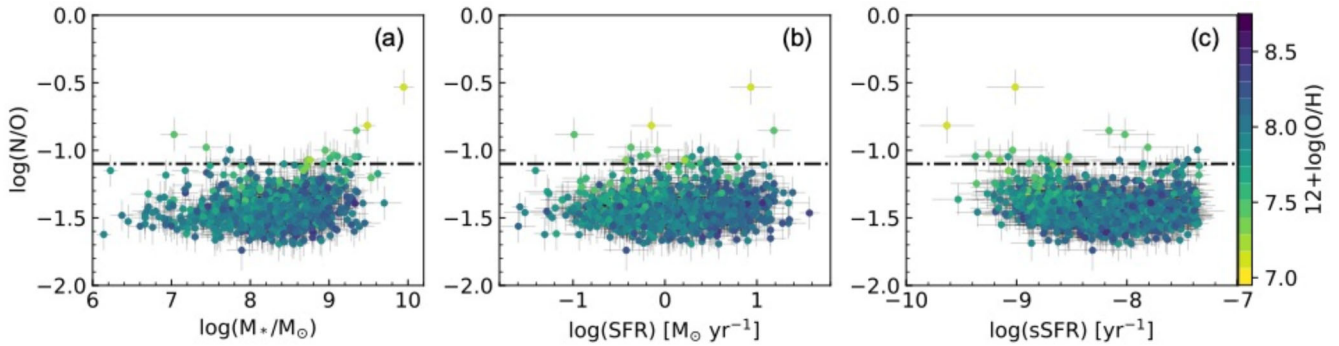 0.0
−0.5
−1.0
−1.5
−2.0
log(N/O)
(a)
6 7 8 9 10
log(M*/M⊙)
0.0
−0.5
−1.0
−1.5
−2.0
(b)
−1 0 1
log(SFR) [M⊙ yr⁻¹]
0.0
−0.5
−1.0
−1.5
−2.0
(c)
−10 −9 −8 −7
log(sSFR) [yr⁻¹]
8.5
8.0
7.5
7.0
12+log(O/H)